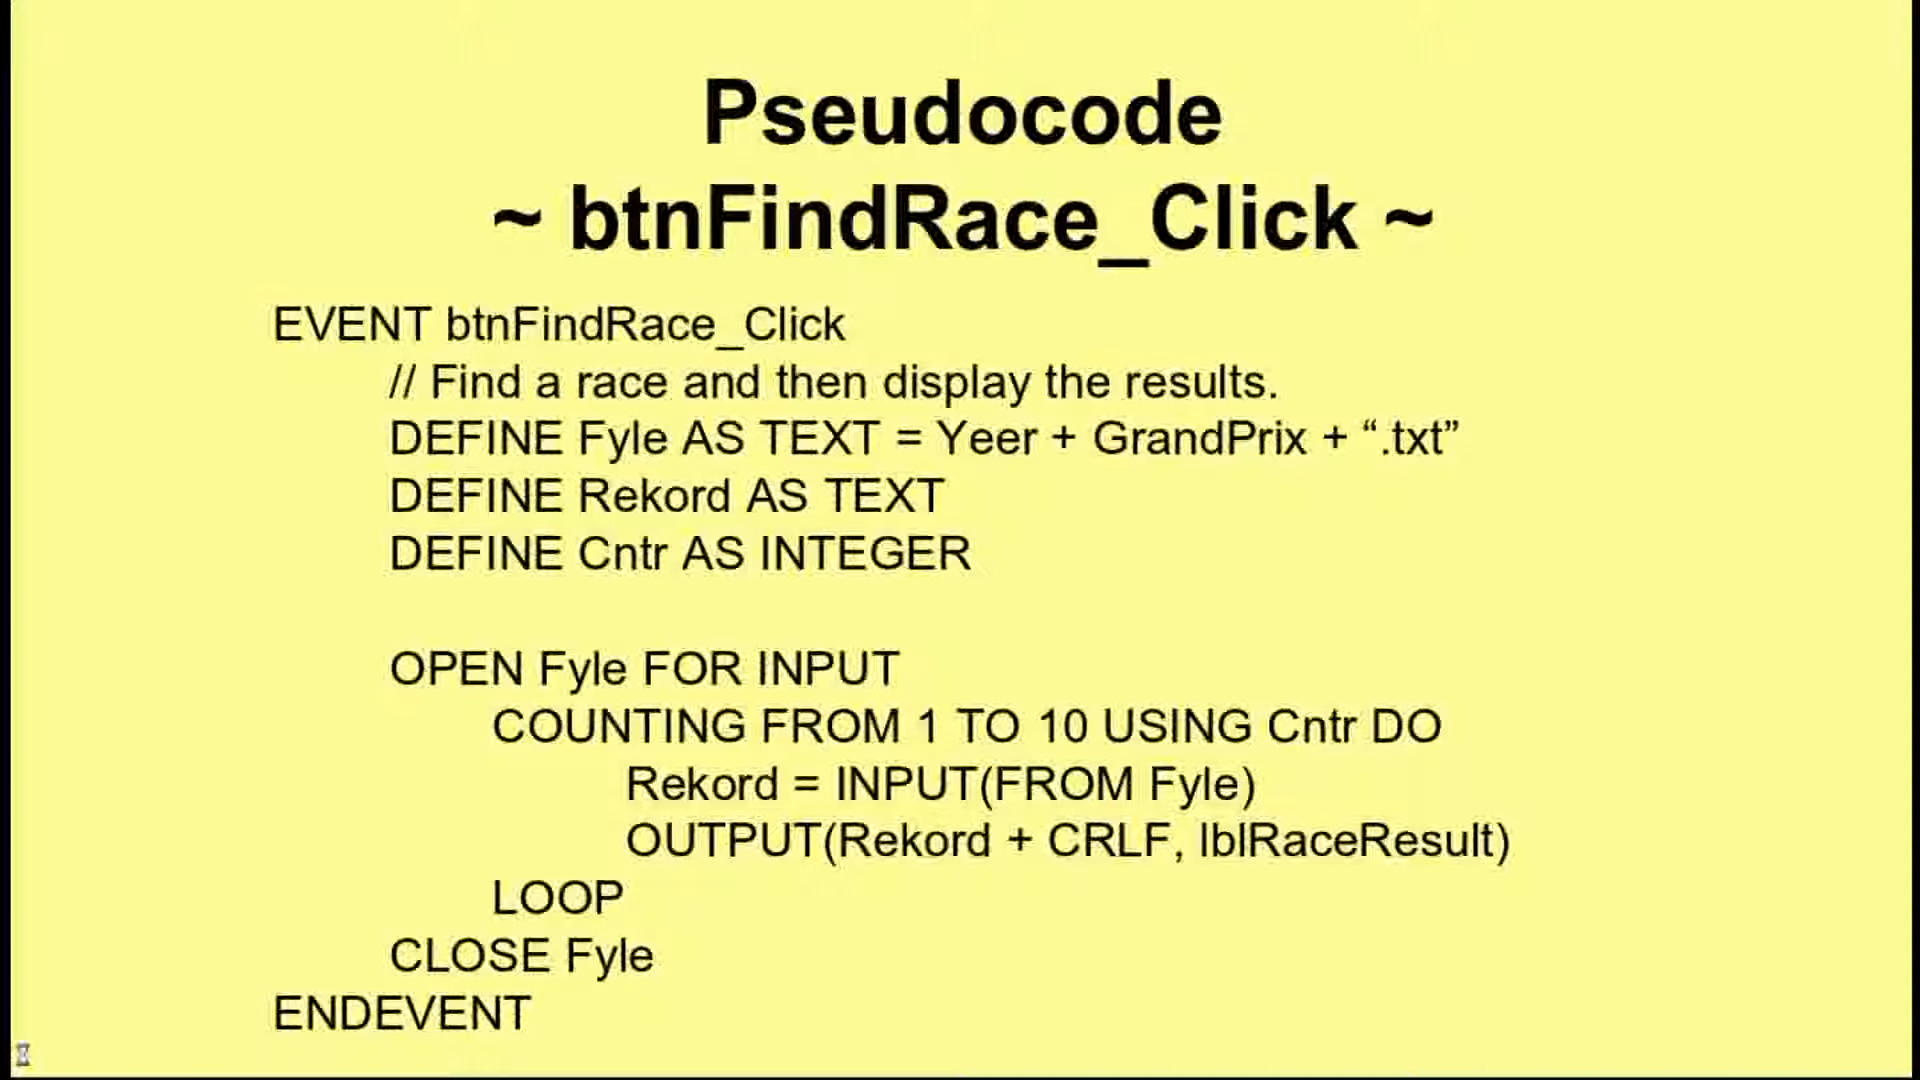 Pseudocode
~ btnFindRace_Click ~
EVENT btnFindRace_Click
// Find a race and then display the results.
DEFINE Fyle AS TEXT = Yeer + GrandPrix + “.txt”
DEFINE Rekord AS TEXT
DEFINE Cntr AS INTEGER
OPEN Fyle FOR INPUT
COUNTING FROM 1 TO 10 USING Cntr DO
Rekord = INPUT(FROM Fyle)
OUTPUT(Rekord + CRLF, lblRaceResult)
LOOP
CLOSE Fyle
ENDEVENT